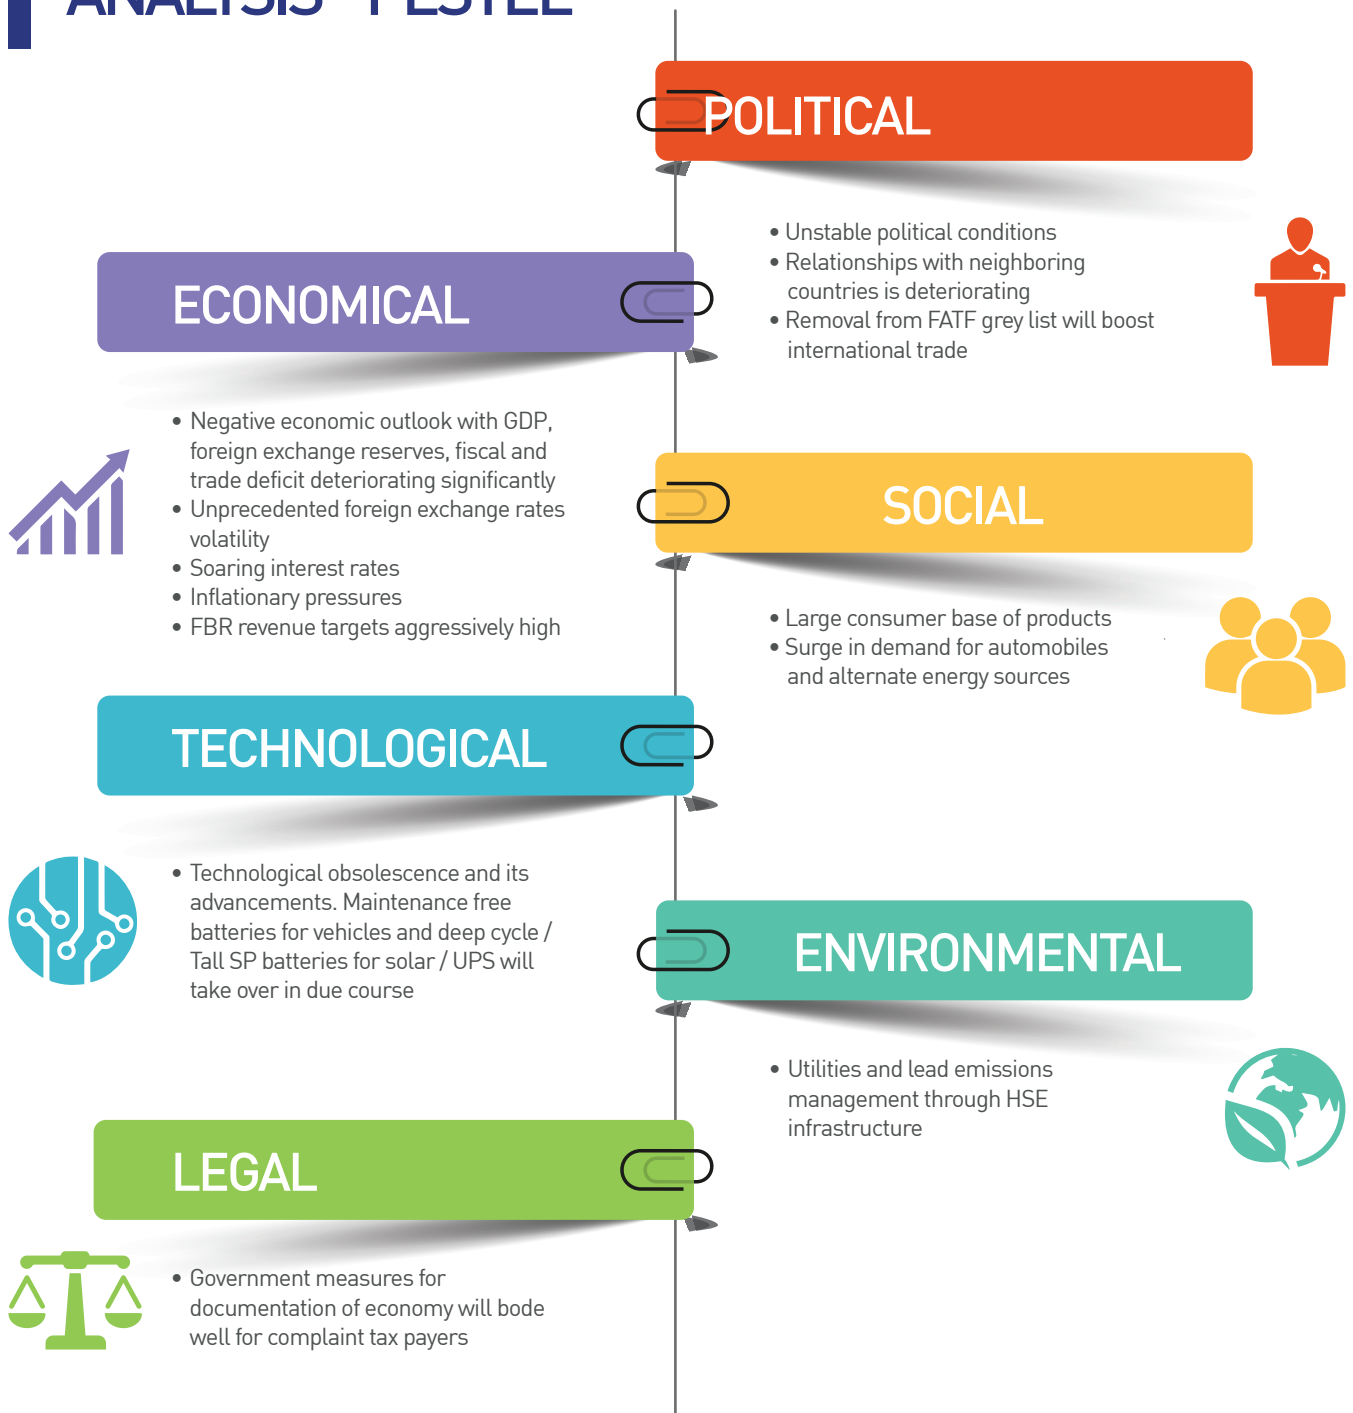 ANALYSIS - PESTEL
POLITICAL
• Unstable political conditions
• Relationships with neighboring
countries is deteriorating
• Removal from FATF grey list will boost
international trade
ECONOMICAL
• Negative economic outlook with GDP,
foreign exchange reserves, fiscal and
trade deficit deteriorating significantly
• Unprecedented foreign exchange rates
volatility
• Soaring interest rates
• Inflationary pressures
• FBR revenue targets aggressively high
SOCIAL
• Large consumer base of products
• Surge in demand for automobiles
and alternate energy sources
TECHNOLOGICAL
• Technological obsolescence and its
advancements. Maintenance free
batteries for vehicles and deep cycle /
Tall SP batteries for solar / UPS will
take over in due course
ENVIRONMENTAL
• Utilities and lead emissions
management through HSE
infrastructure
LEGAL
• Government measures for
documentation of economy will bode
well for complaint tax payers